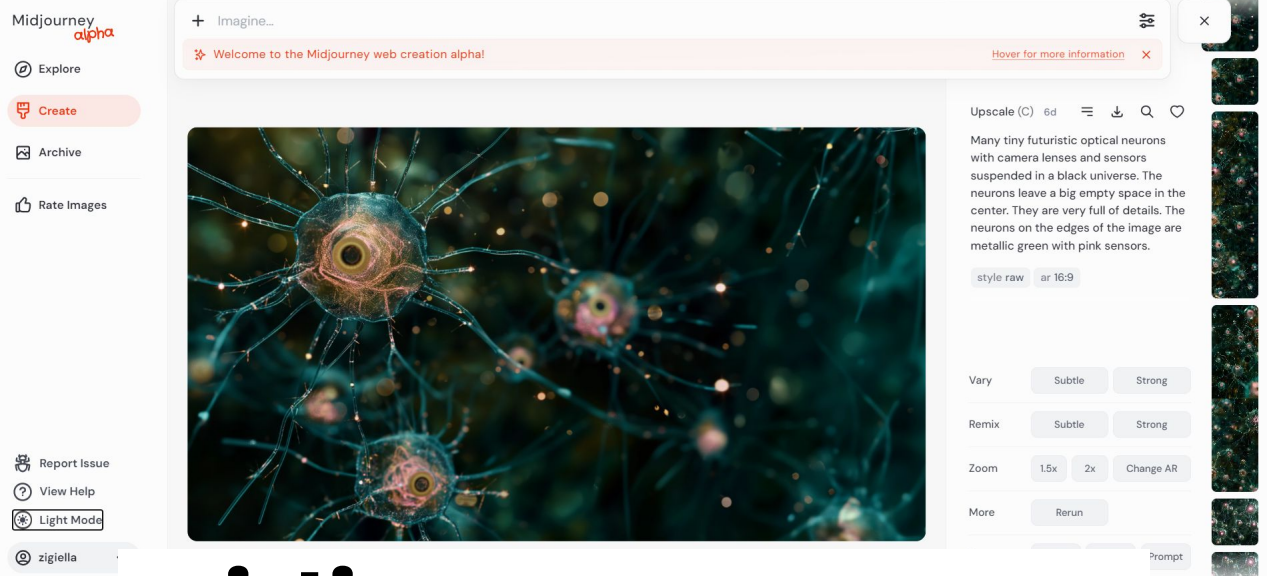 Midjourney
alpha
Explore
Create
Archive
Rate Images
Report Issue
View Help
Light Mode
zigiella
Imagine...
Welcome to the Midjourney web creation alpha!
Hover for more information
Upscale (C) 6d
Many tiny futuristic optical neurons
with camera lenses and sensors
suspended in a black universe. The
neurons leave a big empty space in the
center. They are very full of details. The
neurons on the edges of the image are
metallic green with pink sensors.
style raw ar 16:9
Vary Subtle Strong
Remix Subtle Strong
Zoom 1.5x 2x Change AR
More Rerun
Prompt